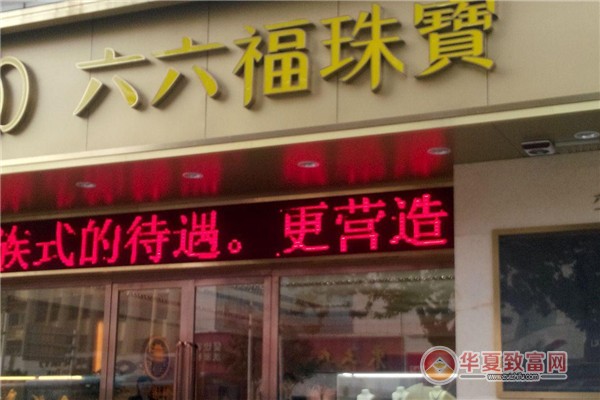 六六福珠寶
族式的待遇。更营造
华夏致富网